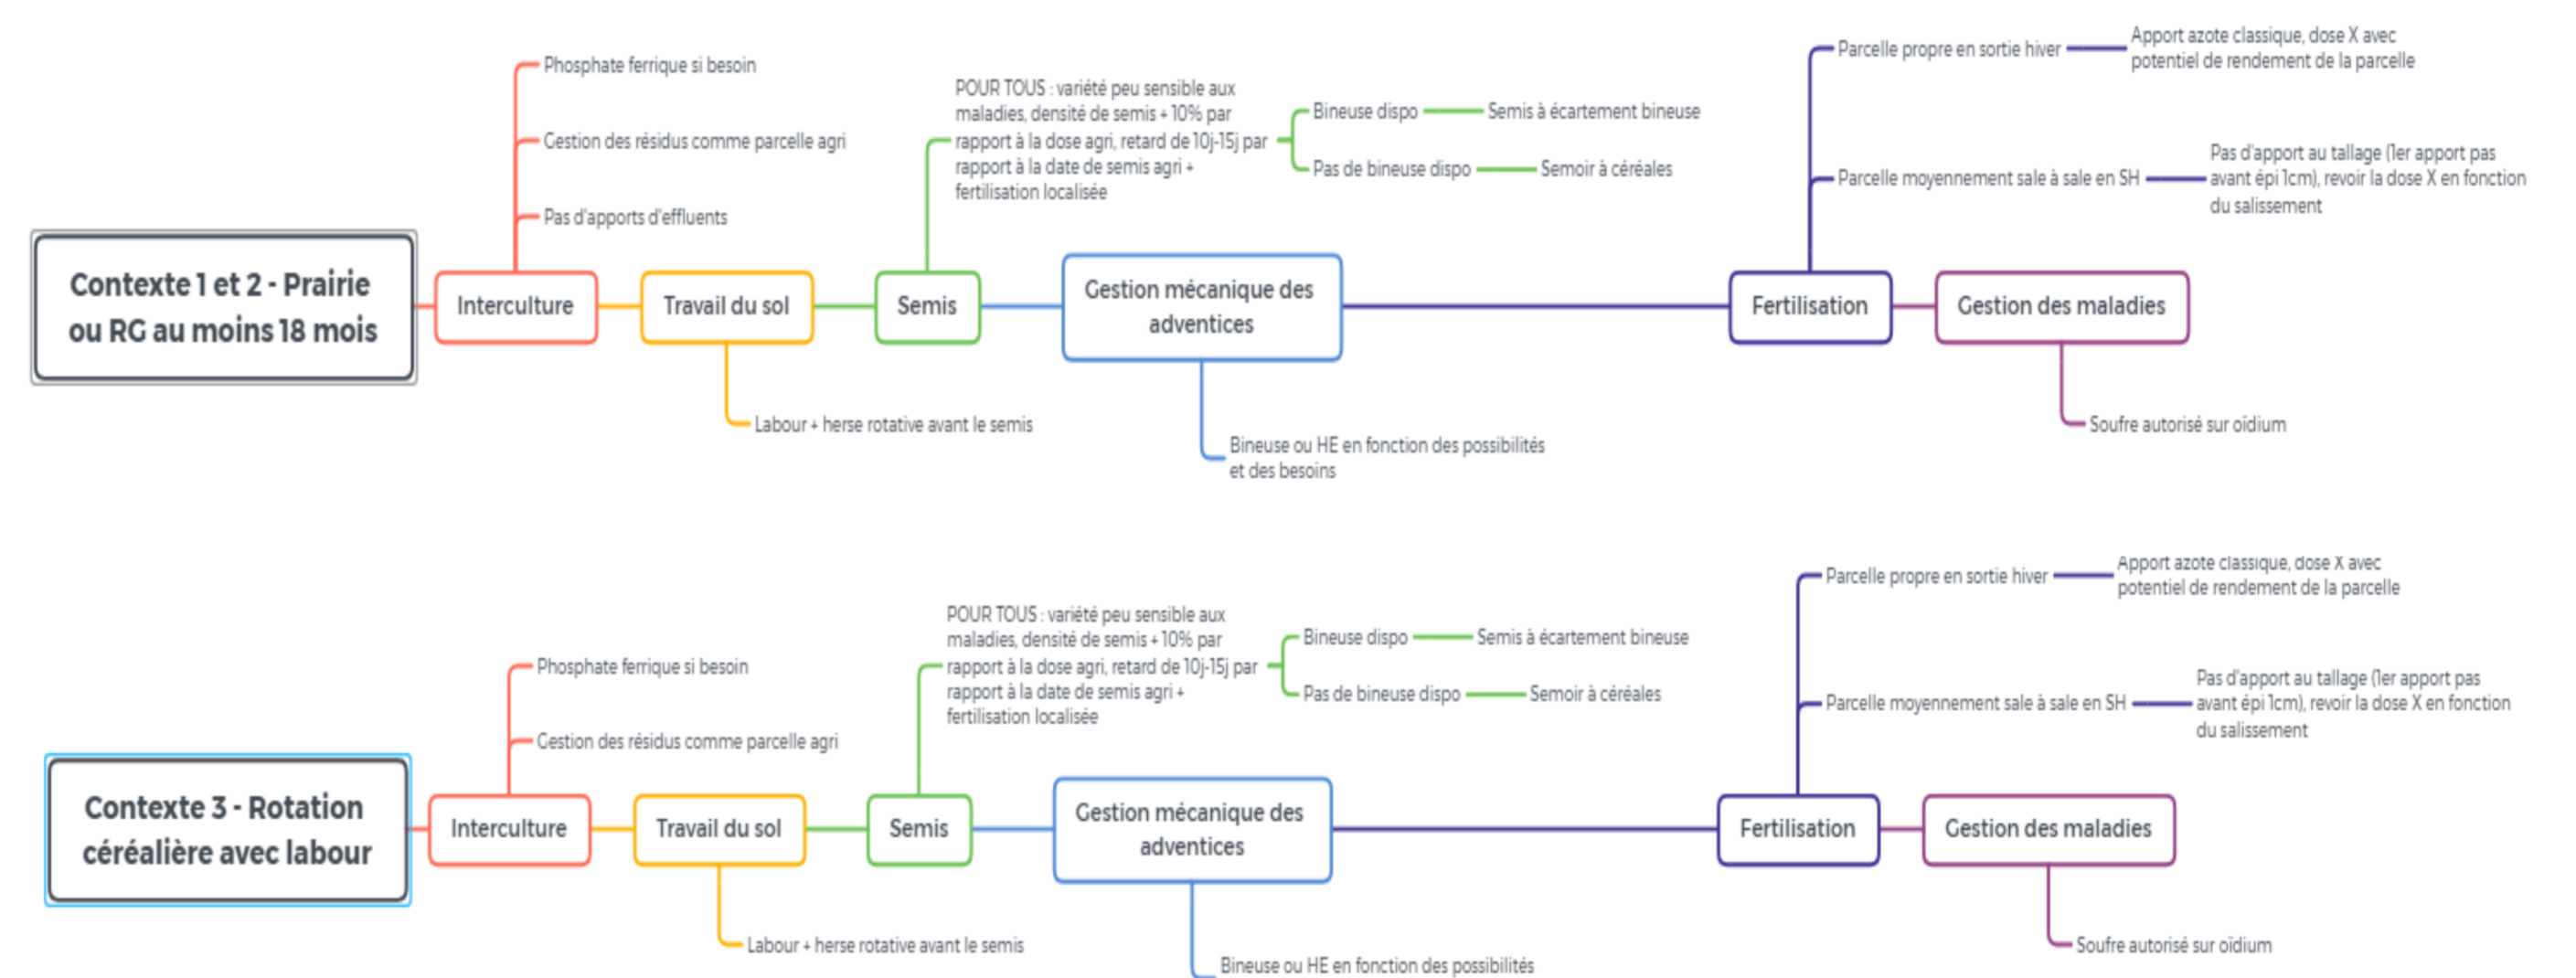 Contexte 1 et 2 - Prairie
ou RG au moins 18 mois
Interculture
Phosphate ferrique si besoin
Gestion des résidus comme parcelle agri
Pas d'apports d'effluents
Travail du sol
Labour + herse rotative avant le semis
Semis
POUR TOUS : variété peu sensible aux
maladies, densité de semis + 10% par
rapport à la dose agri, retard de 10j-15j par
rapport à la date de semis agri +
fertilisation localisée
Bineuse dispo
Semis à écartement bineuse
Pas de bineuse dispo
Semoir à céréales
Gestion mécanique des
adventices
Bineuse ou HE en fonction des possibilités
et des besoins
Fertilisation
Parcelle propre en sortie hiver
Apport azote classique, dose X avec
potentiel de rendement de la parcelle
Parcelle moyennement sale à sale en SH
Pas d'apport au tallage (1er apport pas
avant épi 1cm), revoir la dose X en fonction
du salissement
Gestion des maladies
Soufre autorisé sur oïdium
Contexte 3 - Rotation
céréalière avec labour
Interculture
Phosphate ferrique si besoin
Gestion des résidus comme parcelle agri
Travail du sol
Labour + herse rotative avant le semis
Semis
POUR TOUS : variété peu sensible aux
maladies, densité de semis + 10% par
rapport à la dose agri, retard de 10j-15j par
rapport à la date de semis agri +
fertilisation localisée
Bineuse dispo
Semis à écartement bineuse
Pas de bineuse dispo
Semoir à céréales
Gestion mécanique des
adventices
Bineuse ou HE en fonction des possibilités
Fertilisation
Parcelle propre en sortie hiver
Apport azote classique, dose X avec
potentiel de rendement de la parcelle
Parcelle moyennement sale à sale en SH
Pas d'apport au tallage (1er apport pas
avant épi 1cm), revoir la dose X en fonction
du salissement
Gestion des maladies
Soufre autorisé sur oïdium